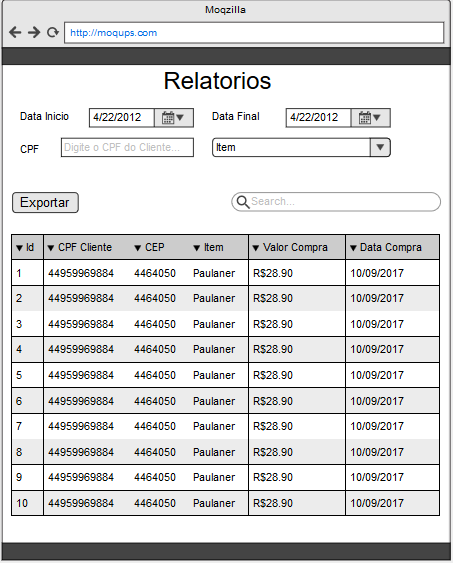 Moqzilla
http://moqups.com
Relatorios
Data Inicio 4/22/2012 Data Final 4/22/2012
CPF Digite o CPF do Cliente... Item
Exportar Search...
Id CPF Cliente CEP Item Valor Compra Data Compra
1 44959969884 4464050 Paulaner R$28.90 10/09/2017
2 44959969884 4464050 Paulaner R$28.90 10/09/2017
3 44959969884 4464050 Paulaner R$28.90 10/09/2017
4 44959969884 4464050 Paulaner R$28.90 10/09/2017
5 44959969884 4464050 Paulaner R$28.90 10/09/2017
6 44959969884 4464050 Paulaner R$28.90 10/09/2017
7 44959969884 4464050 Paulaner R$28.90 10/09/2017
8 44959969884 4464050 Paulaner R$28.90 10/09/2017
9 44959969884 4464050 Paulaner R$28.90 10/09/2017
10 44959969884 4464050 Paulaner R$28.90 10/09/2017